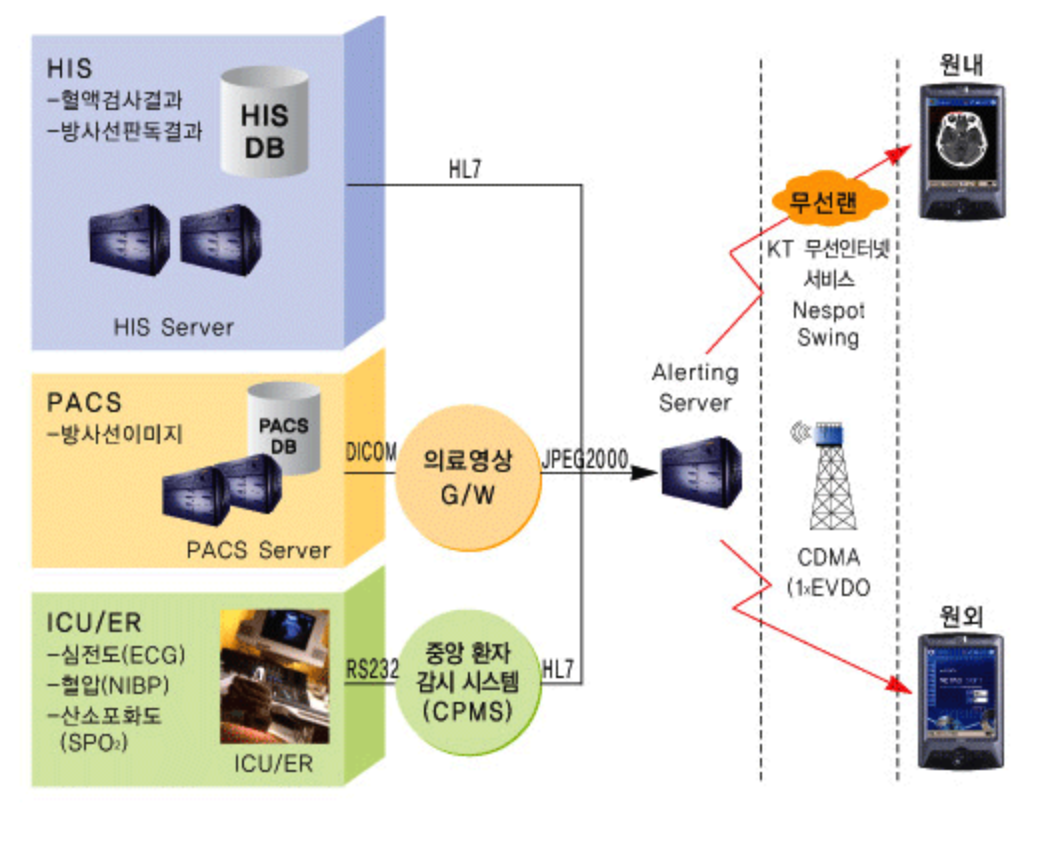 HIS
-혈액검사결과
-방사선판독결과
HIS
DB
HIS Server
HL7
PACS
-방사선이미지
PACS
DB
PACS Server
DICOM
의료영상
G/W
JPEG2000
ICU/ER
-심전도(ECG)
-혈압(NIBP)
-산소포화도
(SPO₂)
ICU/ER
RS232
중앙 환자
감시 시스템
(CPMS)
HL7
Alerting
Server
무선랜
KT 무선인터넷
서비스
Nespot
Swing
CDMA
(1xEVDO
원내
원외